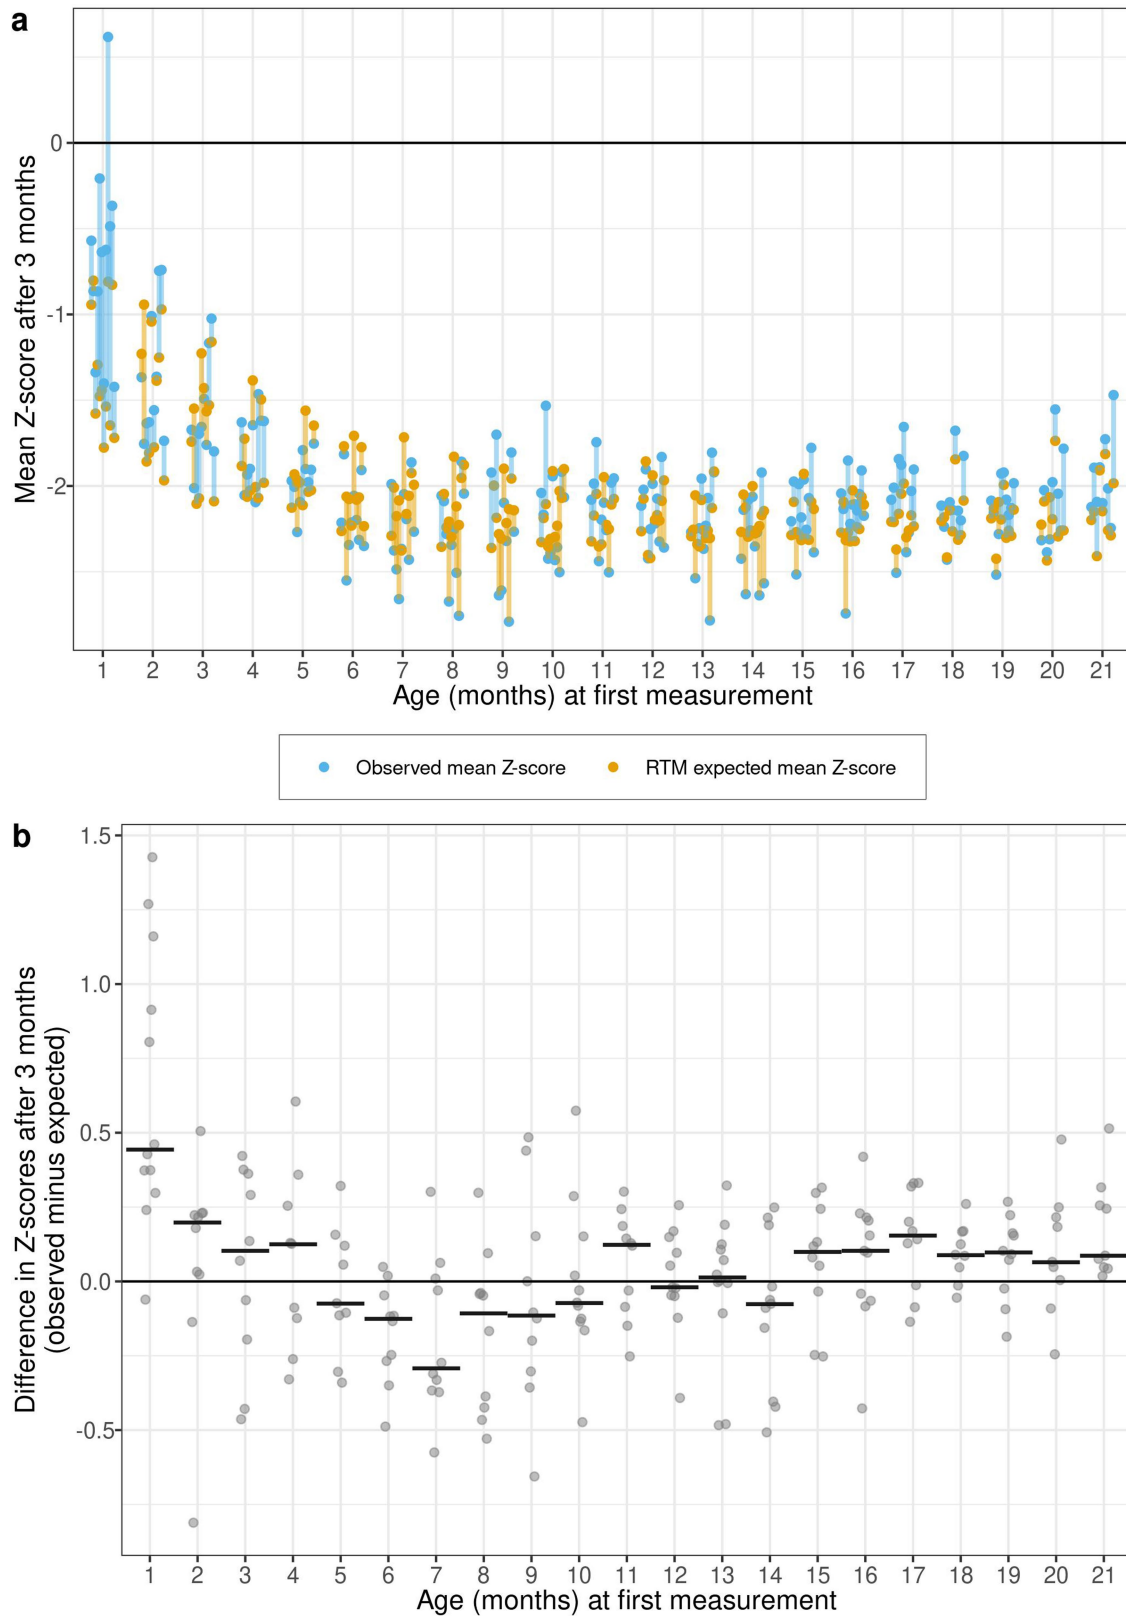 a
Mean Z-score after 3 months
0
-1
-2
1 2 3 4 5 6 7 8 9 10 11 12 13 14 15 16 17 18 19 20 21
Age (months) at first measurement
Observed mean Z-score RTM expected mean Z-score
b
Difference in Z-scores after 3 months
(observed minus expected)
1.5
1.0
0.5
0.0
-0.5
1 2 3 4 5 6 7 8 9 10 11 12 13 14 15 16 17 18 19 20 21
Age (months) at first measurement